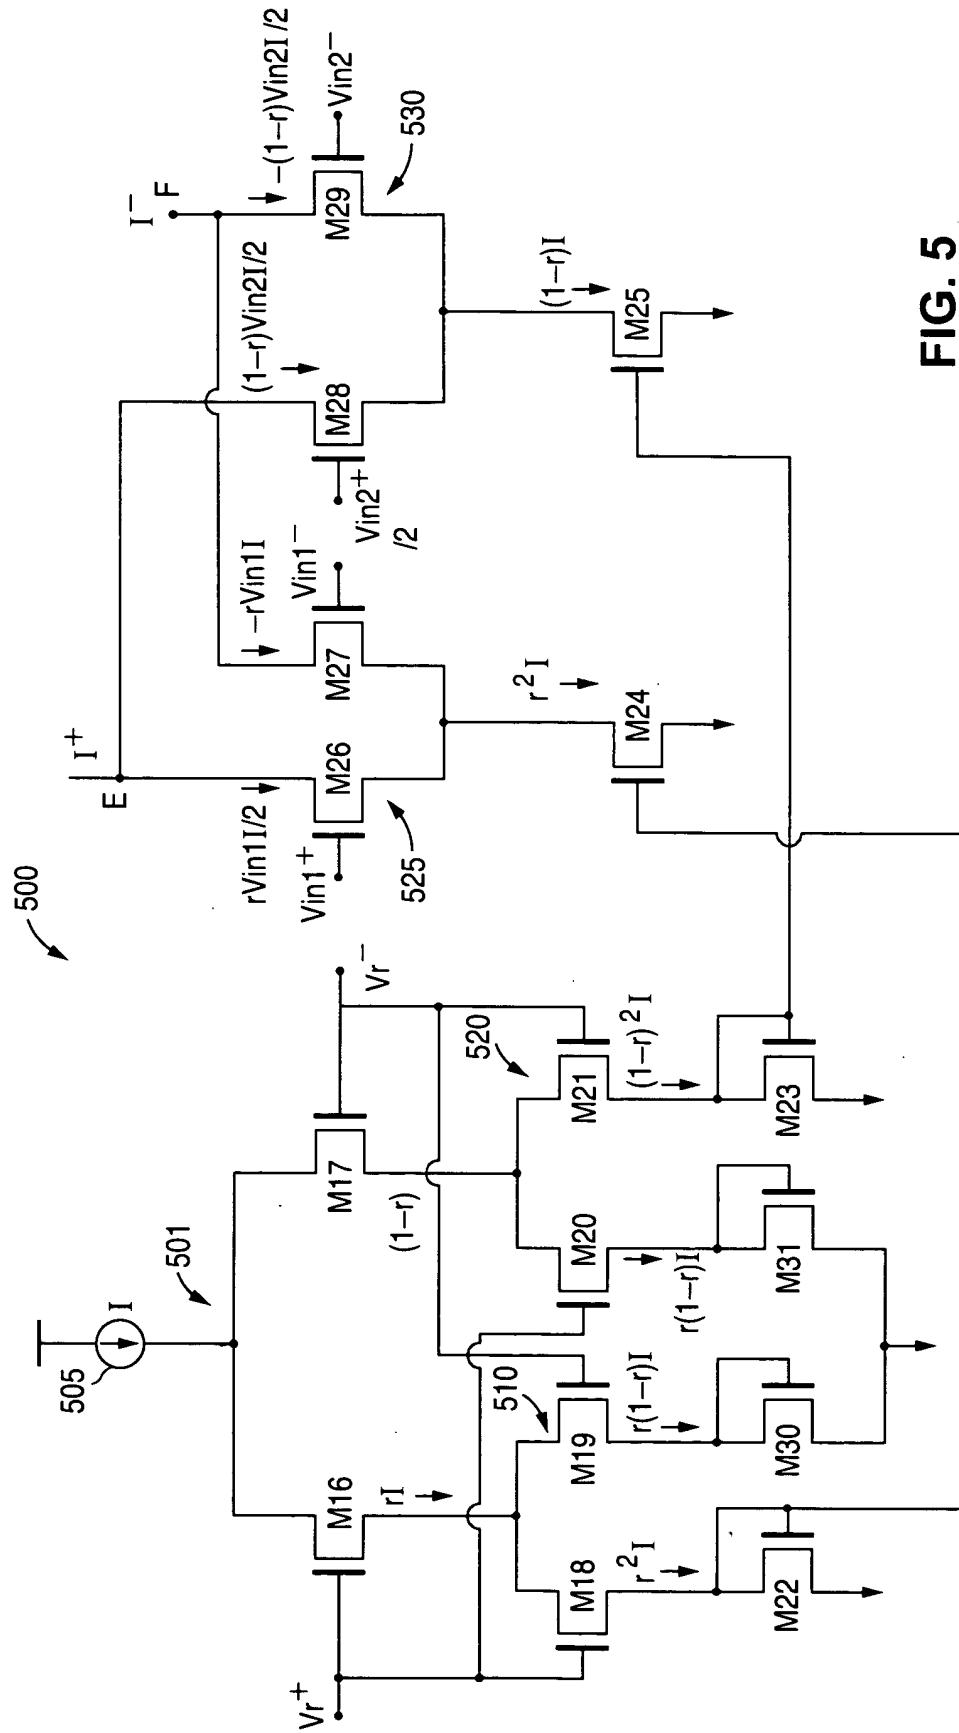 500
505
I
501
Vr+
M16
rI
M17
(1−r)
Vr−
510
520
M18
r²I
M19
r(1−r)I
M20
r(1−r)I
M21
(1−r)²I
M22
M30
M31
M23
I+
E
rVin1I/2
Vin1+
M26
525
−rVin1I
Vin1−
/2
M27
I−
F
(1−r)Vin2I/2
Vin2+
M28
−(1−r)Vin2I/2
Vin2−
M29
530
r²I
M24
(1−r)I
M25
FIG. 5